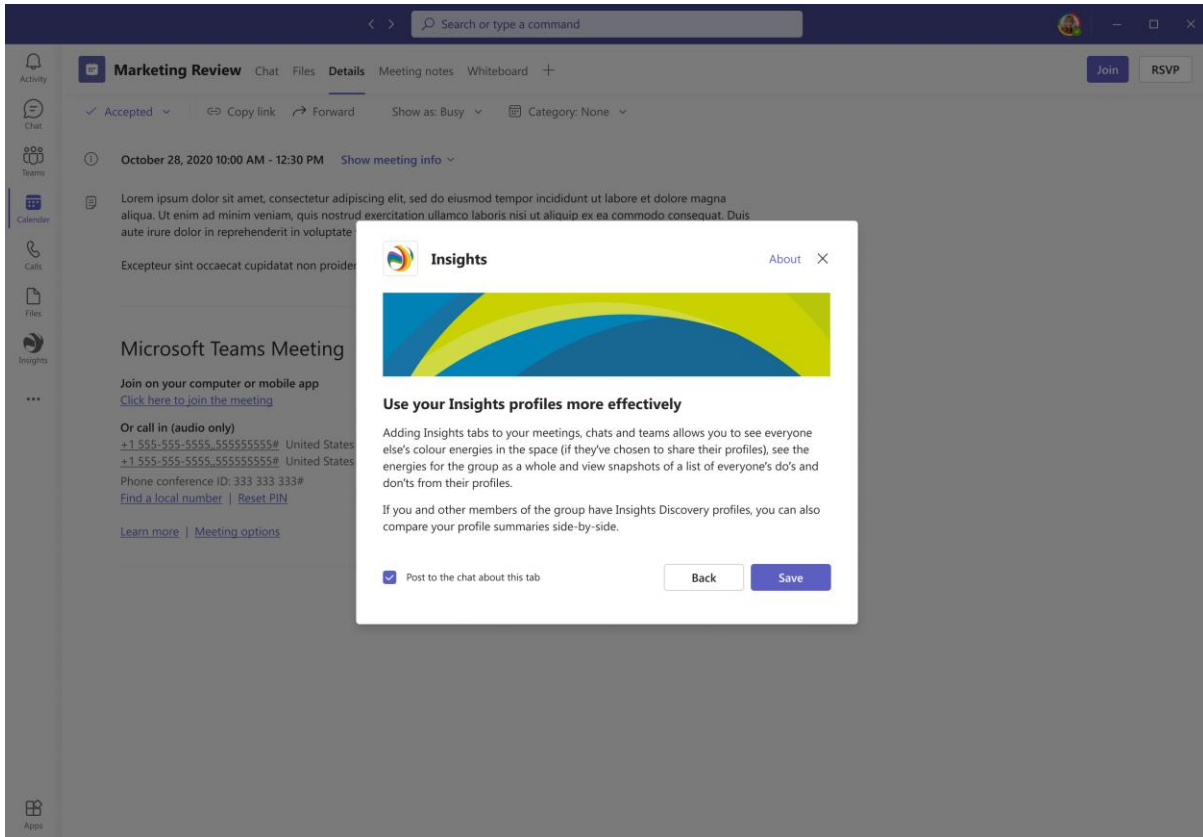 Search or type a command
Activity
Chat
Teams
Calender
Calls
Files
Insights
Apps
Marketing Review Chat Files Details Meeting notes Whiteboard
Join RSVP
Accepted Copy link Forward Show as: Busy Category: None
October 28, 2020 10:00 AM - 12:30 PM Show meeting info
Lorem ipsum dolor sit amet, consectetur adipiscing elit, sed do eiusmod tempor incididunt ut labore et dolore magna
aliqua. Ut enim ad minim veniam, quis nostrud exercitation ullamco laboris nisi ut aliquip ex ea commodo consequat. Duis
aute irure dolor in reprehenderit in voluptate
Excepteur sint occaecat cupidatat non proiden
Microsoft Teams Meeting
Join on your computer or mobile app
Click here to join the meeting
Or call in (audio only)
+1 555-555-5555,,555555555# United States
+1 555-555-5555,,555555555# United States
Phone conference ID: 333 333 333#
Find a local number | Reset PIN
Learn more | Meeting options
Insights About
Use your Insights profiles more effectively
Adding Insights tabs to your meetings, chats and teams allows you to see everyone
else's colour energies in the space (if they've chosen to share their profiles), see the
energies for the group as a whole and view snapshots of a list of everyone's do's and
don'ts from their profiles.
If you and other members of the group have Insights Discovery profiles, you can also
compare your profile summaries side-by-side.
Post to the chat about this tab Back Save